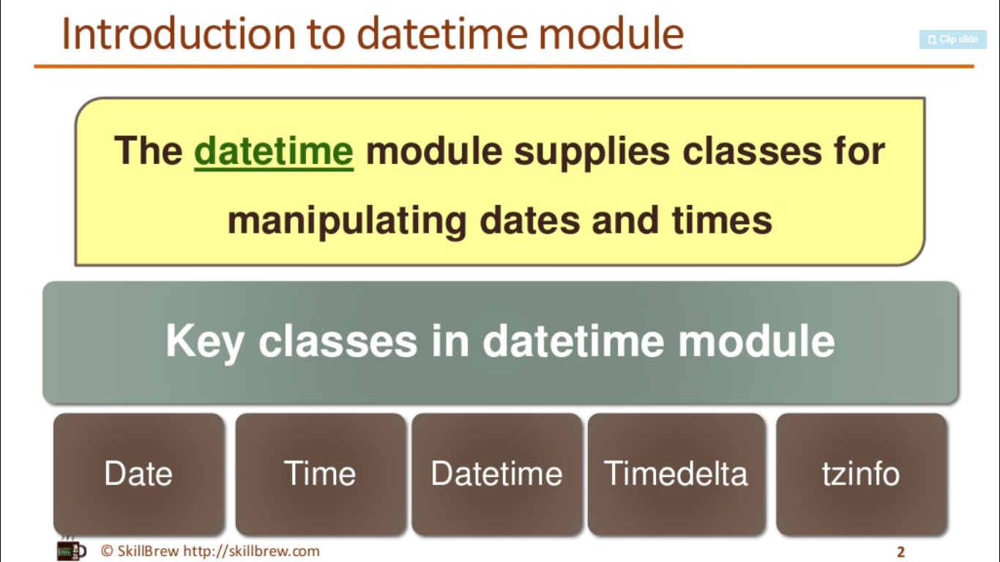 Introduction to datetime module
Clip slide
The datetime module supplies classes for
manipulating dates and times
Key classes in datetime module
Date
Time
Datetime
Timedelta
tzinfo
© SkillBrew http://skillbrew.com
2